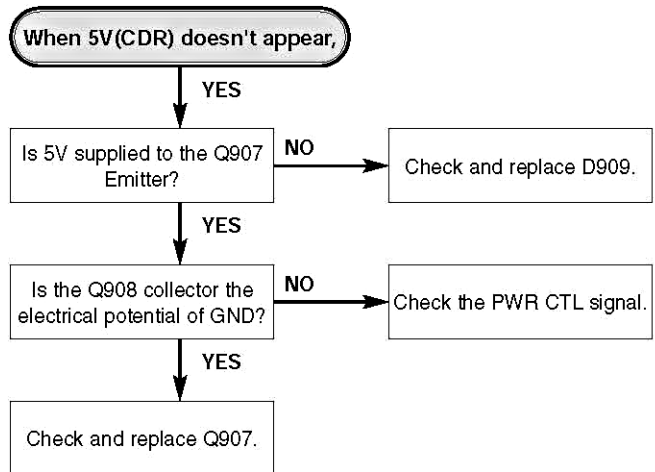 When 5V(CDR) doesn't appear,
YES
Is 5V supplied to the Q907
Emitter?
NO
Check and replace D909.
YES
Is the Q908 collector the
electrical potential of GND?
NO
Check the PWR CTL signal.
YES
Check and replace Q907.